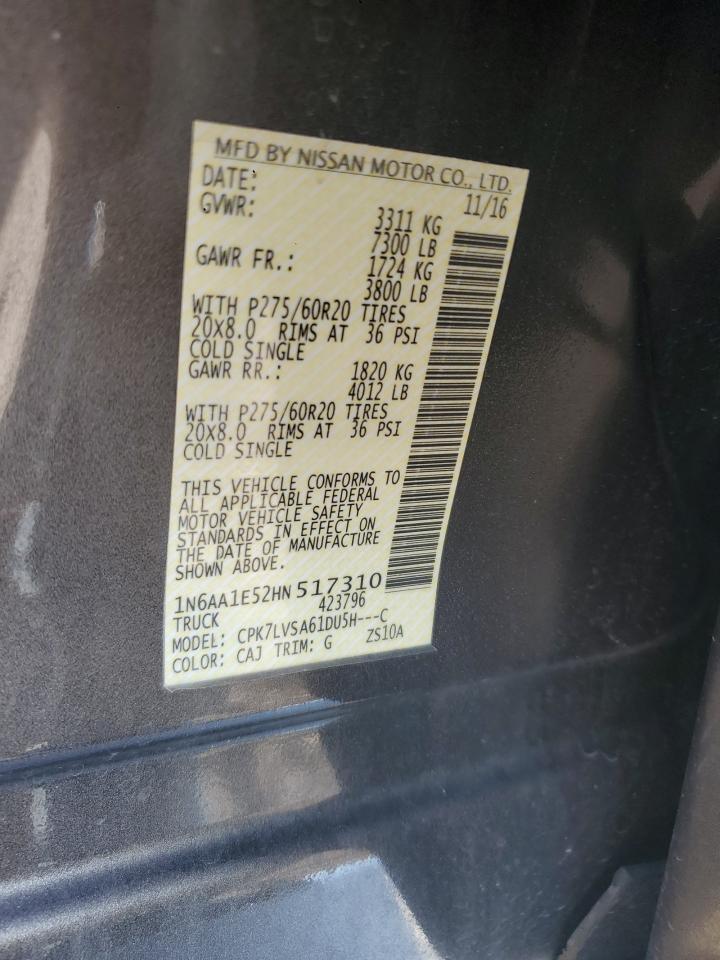 MFD BY NISSAN MOTOR CO., LTD.
DATE: 11/16
GVWR: 3311 KG
7300 LB
GAWR FR.: 1724 KG
3800 LB
WITH P275/60R20 TIRES
20X8.0 RIMS AT 36 PSI
COLD SINGLE
GAWR RR.: 1820 KG
4012 LB
WITH P275/60R20 TIRES
20X8.0 RIMS AT 36 PSI
COLD SINGLE
THIS VEHICLE CONFORMS TO
ALL APPLICABLE FEDERAL
MOTOR VEHICLE SAFETY
STANDARDS IN EFFECT ON
THE DATE OF MANUFACTURE
SHOWN ABOVE.
1N6AA1E52HN517310
TRUCK 423796
MODEL: CPK7LVSA61DU5H---C
COLOR: CAJ TRIM: G ZS10A